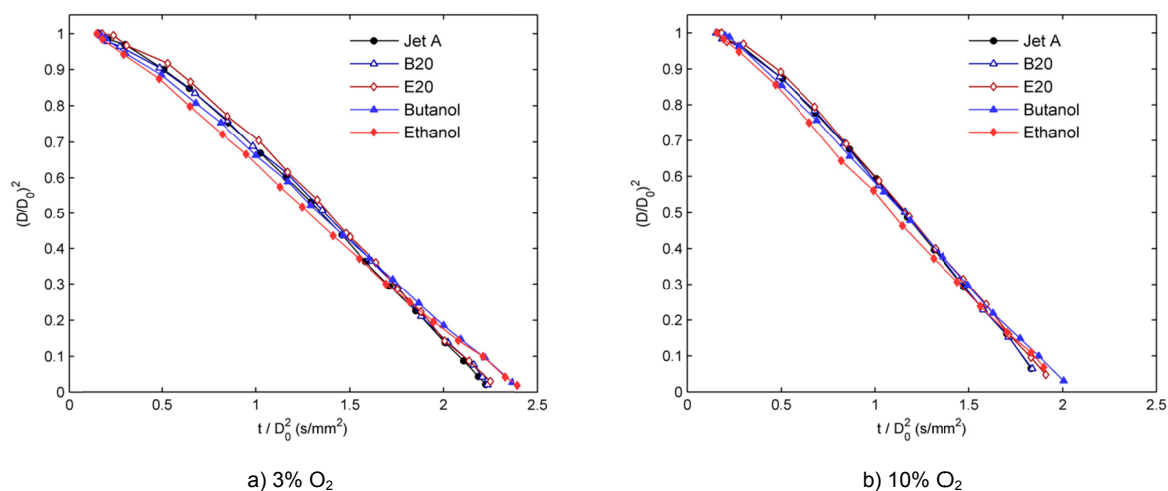 1
0.9
0.8
0.7
0.6
0.5
0.4
0.3
0.2
0.1
0
(D/D₀)²
0 0.5 1 1.5 2 2.5
t / D₀² (s/mm²)
Jet A
B20
E20
Butanol
Ethanol
a) 3% O₂
1
0.9
0.8
0.7
0.6
0.5
0.4
0.3
0.2
0.1
0
(D/D₀)²
0 0.5 1 1.5 2 2.5
t / D₀² (s/mm²)
Jet A
B20
E20
Butanol
Ethanol
b) 10% O₂